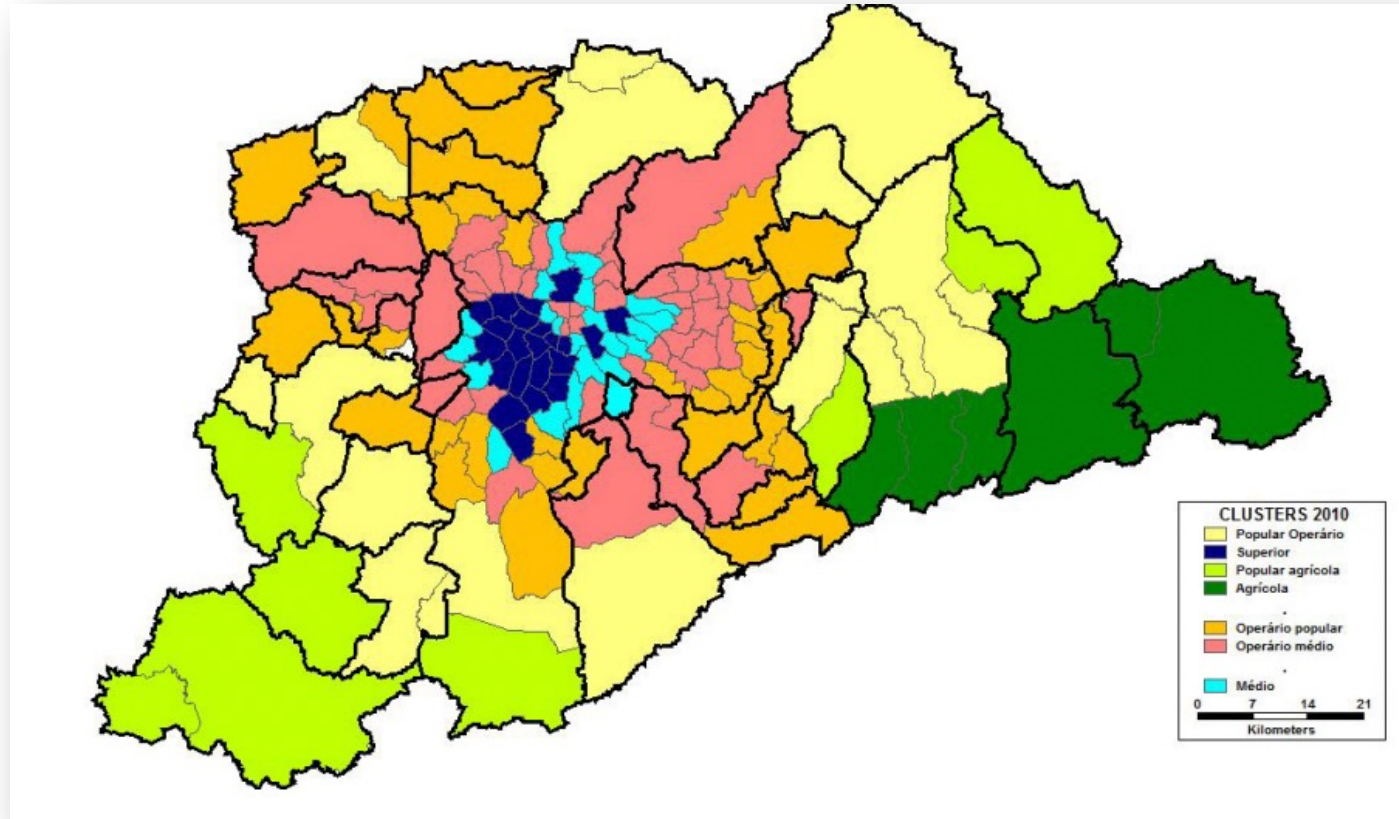 CLUSTERS 2010
Popular Operário
Superior
Popular agrícola
Agrícola
.
Operário popular
Operário médio
.
Médio
0 7 14 21
Kilometers